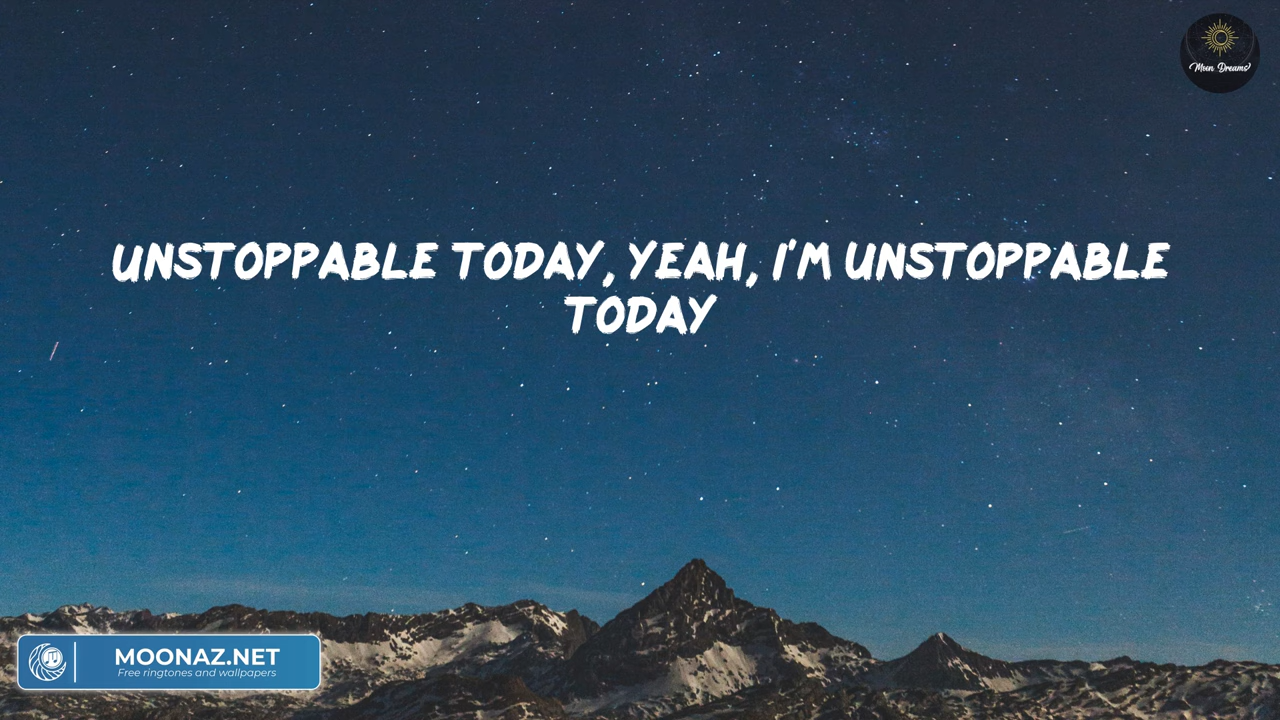 Moon Dreams
UNSTOPPABLE TODAY, YEAH, I'M UNSTOPPABLE
TODAY
MOONAZ.NET
Free ringtones and wallpapers